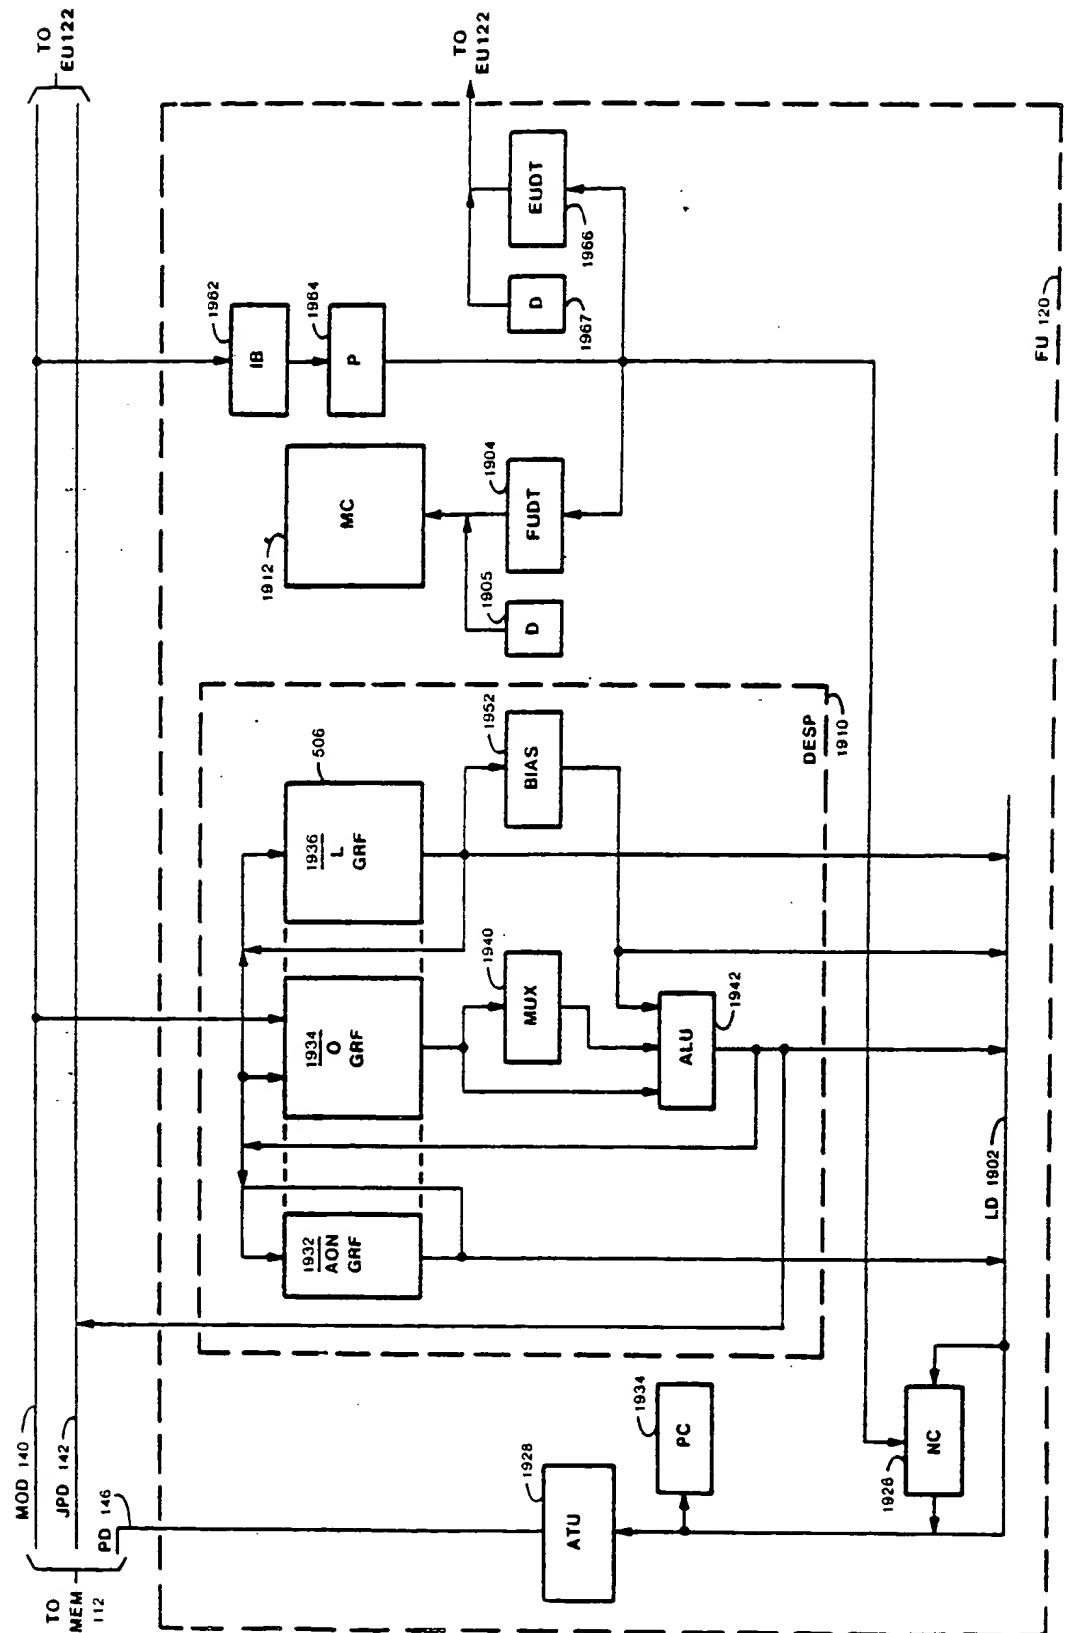 TO
MEM
112
MOD 140
JPD 142
PD 146
TO
EU122
TO
EU122
1962
IB
1964
P
EUDT
1966
D
1967
1912
MC
1904
FUDT
1905
D
506
1936
L
GRF
1934
O
GRF
1932
AON
GRF
1952
BIAS
1940
MUX
1942
ALU
DESP
1910
1928
ATU
1934
PC
1926
NC
LD 1902
FU 120